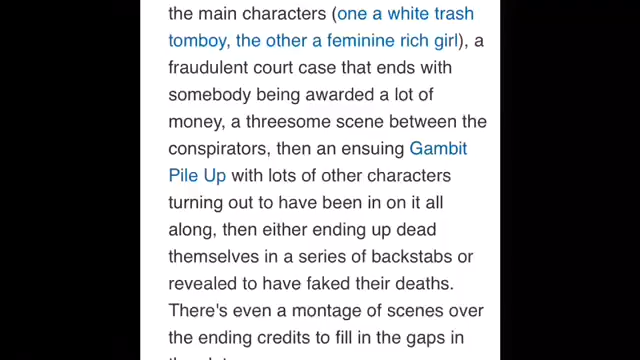 the main characters (one a white trash
tomboy, the other a feminine rich girl), a
fraudulent court case that ends with
somebody being awarded a lot of
money, a threesome scene between the
conspirators, then an ensuing Gambit
Pile Up with lots of other characters
turning out to have been in on it all
along, then either ending up dead
themselves in a series of backstabs or
revealed to have faked their deaths.
There's even a montage of scenes over
the ending credits to fill in the gaps in